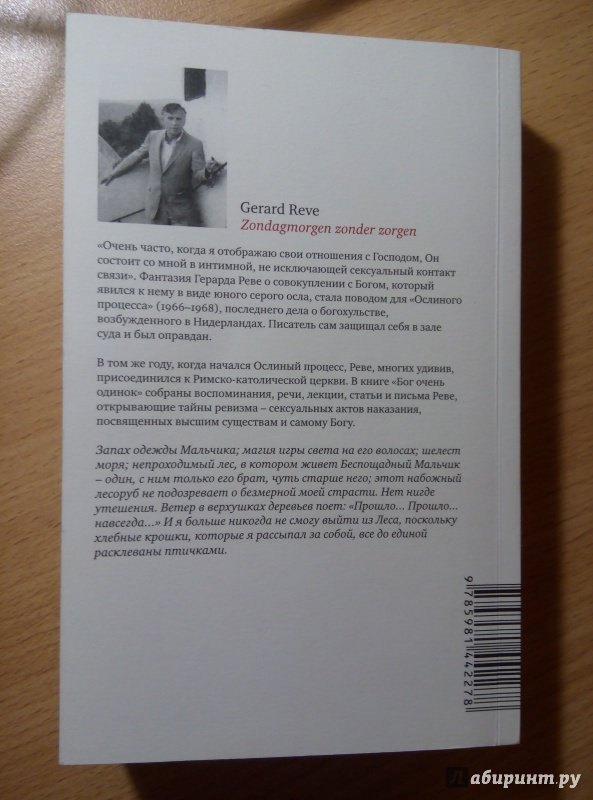 Gerard Reve
Zondagmorgen zonder zorgen
«Очень часто, когда я отображаю свои отношения с Господом, Он
состоит со мной в интимной, не исключающей сексуальный контакт
связи». Фантазия Герарда Реве о совокуплении с Богом, который
явился к нему в виде юного серого осла, стала поводом для «Ослиного
процесса» (1966–1968), последнего дела о богохульстве,
возбужденного в Нидерландах. Писатель сам защищал себя в зале
суда и был оправдан.
В том же году, когда начался Ослиный процесс, Реве, многих удивив,
присоединился к Римско-католической церкви. В книге «Бог очень
одинок» собраны воспоминания, речи, лекции, статьи и письма Реве,
открывающие тайны ревизма – сексуальных актов наказания,
посвященных высшим существам и самому Богу.
Запах одежды Мальчика; магия игры света на его волосах; шелест
моря; непроходимый лес, в котором живет Беспощадный Мальчик
– один, с ним только его брат, чуть старше него; этот набожный
лесоруб не подозревает о безмерной моей страсти. Нет нигде
утешения. Ветер в верхушках деревьев поет: «Прошло... Прошло...
навсегда...» И я больше никогда не смогу выйти из Леса, поскольку
хлебные крошки, которые я рассыпал за собой, все до единой
расклеваны птичками.
9 785981 442278
Лабиринт.ру